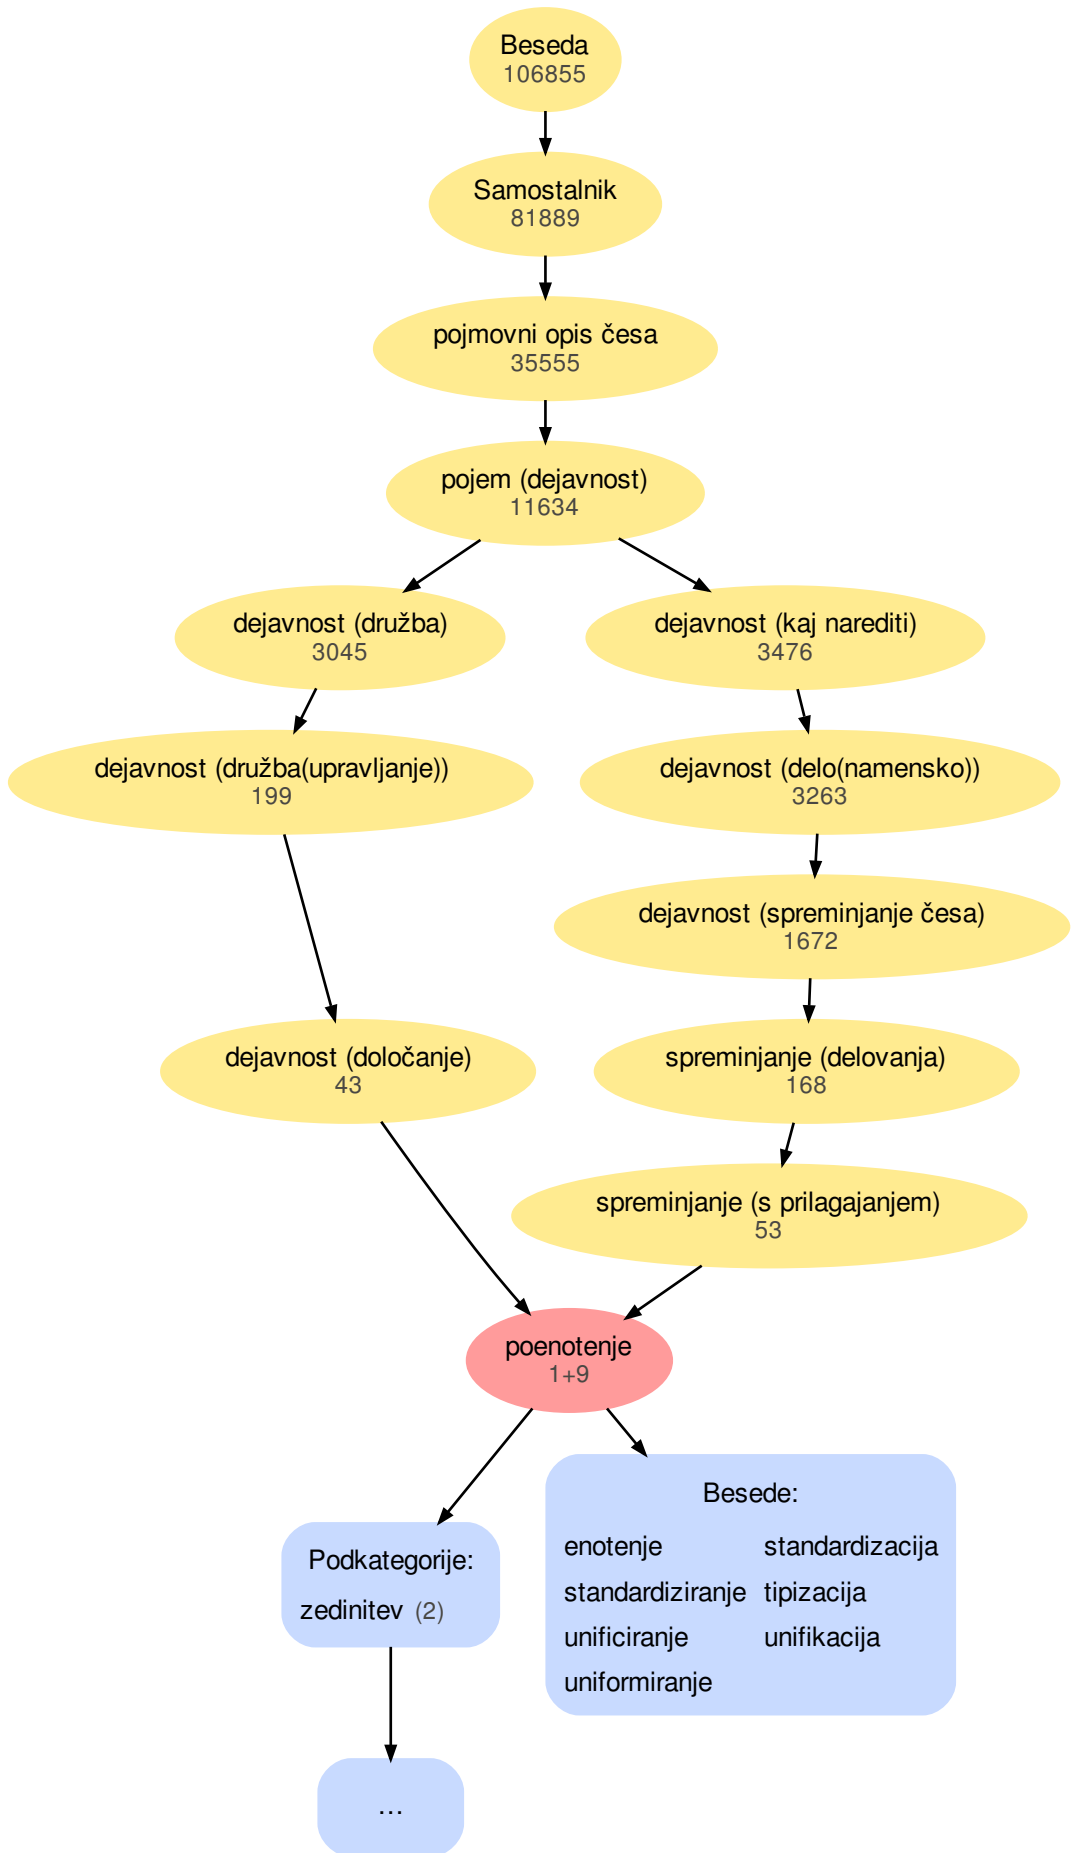 Beseda
106855
Samostalnik
81889
pojmovni opis česa
35555
pojem (dejavnost)
11634
dejavnost (družba)
3045
dejavnost (kaj narediti)
3476
dejavnost (družba(upravljanje))
199
dejavnost (delo(namensko))
3263
dejavnost (spreminjanje česa)
1672
dejavnost (določanje)
43
spreminjanje (delovanja)
168
spreminjanje (s prilagajanjem)
53
poenotenje
1+9
Podkategorije:
zedinitev (2)
Besede:
enotenje standardizacija
standardiziranje tipizacija
unificiranje unifikacija
uniformiranje
...